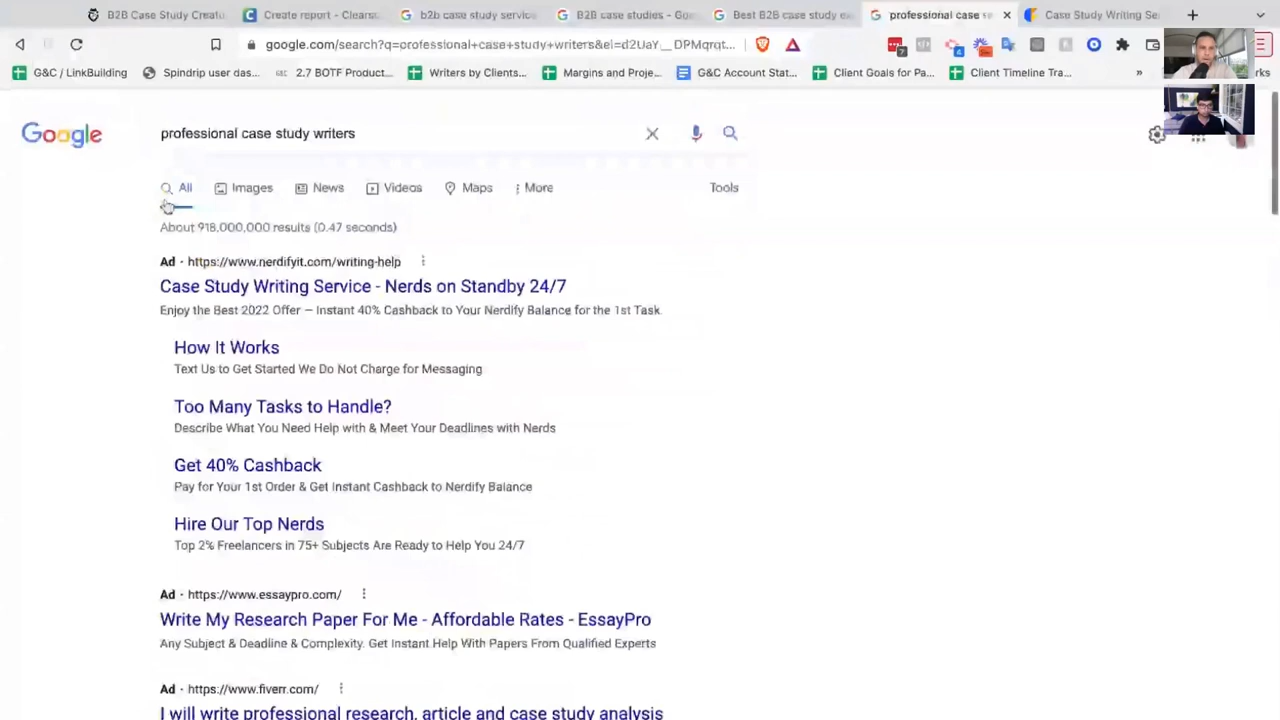 B2B Case Study Creatu
Create report - Clearsc
b2b case study service
B2B case studies - Goo
Best B2B case study ex
professional case s
Case Study Writing Se
google.com/search?q=professional+case+study+writers&ei=d2UaY__DPMqrqt...
G&C / LinkBuilding
Spindrip user das...
2.7 BOTF Product...
Writers by Clients...
Margins and Proje...
G&C Account Stat...
Client Goals for Pa...
Client Timeline Tra...
»
Google
professional case study writers
All
Images
News
Videos
Maps
More
Tools
About 918,000,000 results (0.47 seconds)
Ad · https://www.nerdifyit.com/writing-help
Case Study Writing Service - Nerds on Standby 24/7
Enjoy the Best 2022 Offer — Instant 40% Cashback to Your Nerdify Balance for the 1st Task.
How It Works
Text Us to Get Started We Do Not Charge for Messaging
Too Many Tasks to Handle?
Describe What You Need Help with & Meet Your Deadlines with Nerds
Get 40% Cashback
Pay for Your 1st Order & Get Instant Cashback to Nerdify Balance
Hire Our Top Nerds
Top 2% Freelancers in 75+ Subjects Are Ready to Help You 24/7
Ad · https://www.essaypro.com/
Write My Research Paper For Me - Affordable Rates - EssayPro
Any Subject & Deadline & Complexity. Get Instant Help With Papers From Qualified Experts
Ad · https://www.fiverr.com/
I will write professional research, article and case study analysis